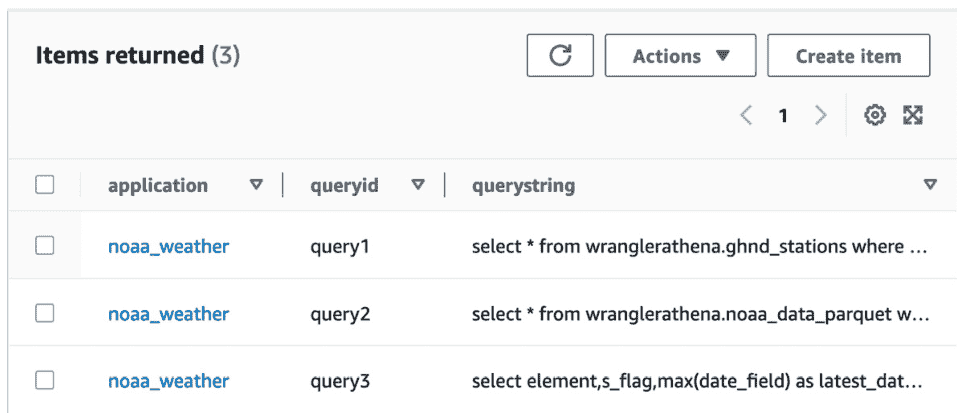 Items returned (3)
Actions
Create item
1
application queryid querystring
noaa_weather query1 select * from wranglerathena.ghnd_stations where ...
noaa_weather query2 select * from wranglerathena.noaa_data_parquet w...
noaa_weather query3 select element,s_flag,max(date_field) as latest_dat...